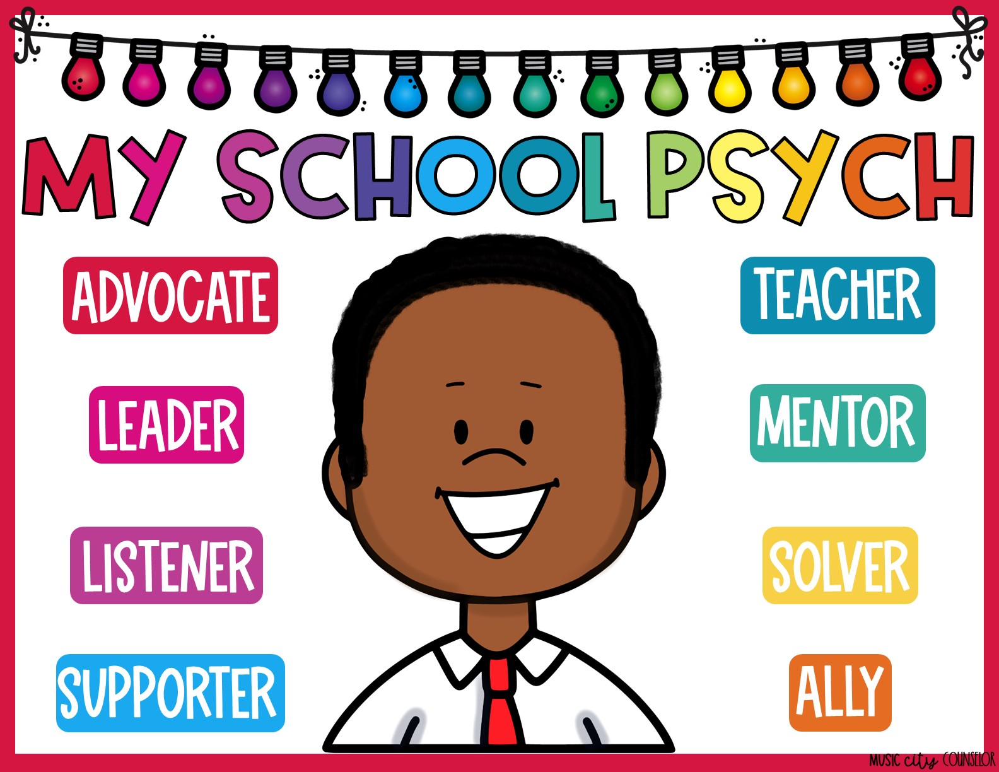 MY SCHOOL PSYCH
ADVOCATE
LEADER
LISTENER
SUPPORTER
TEACHER
MENTOR
SOLVER
ALLY
MUSIC city COUNSELOR